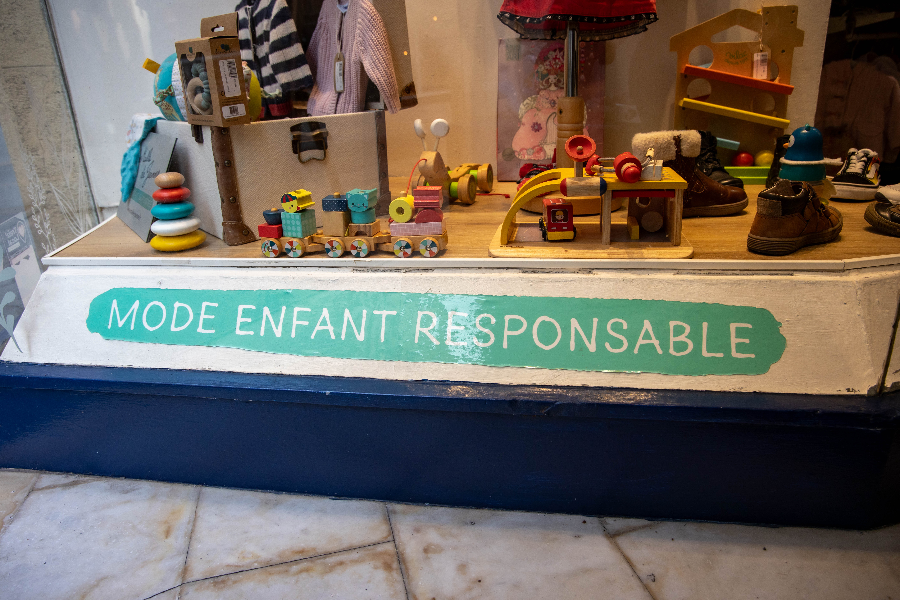 MODE ENFANT RESPONSABLE